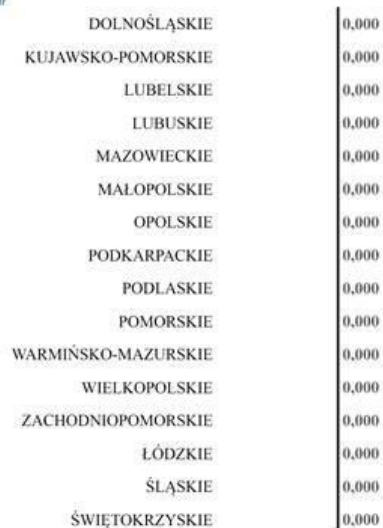 DOLNOŚLĄSKIE 0,000
KUJAWSKO-POMORSKIE 0,000
LUBELSKIE 0,000
LUBUSKIE 0,000
MAZOWIECKIE 0,000
MAŁOPOLSKIE 0,000
OPOLSKIE 0,000
PODKARPACKIE 0,000
PODLASKIE 0,000
POMORSKIE 0,000
WARMIŃSKO-MAZURSKIE 0,000
WIELKOPOLSKIE 0,000
ZACHODNIOPOMORSKIE 0,000
ŁÓDZKIE 0,000
ŚLĄSKIE 0,000
ŚWIĘTOKRZYSKIE 0,000